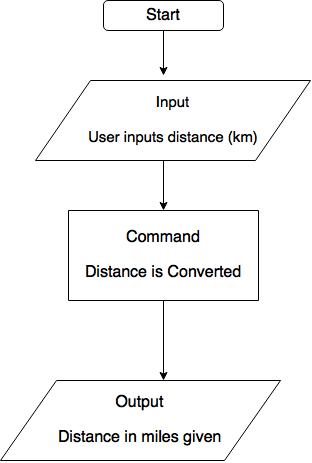 Start
Input
User inputs distance (km)
Command
Distance is Converted
Output
Distance in miles given